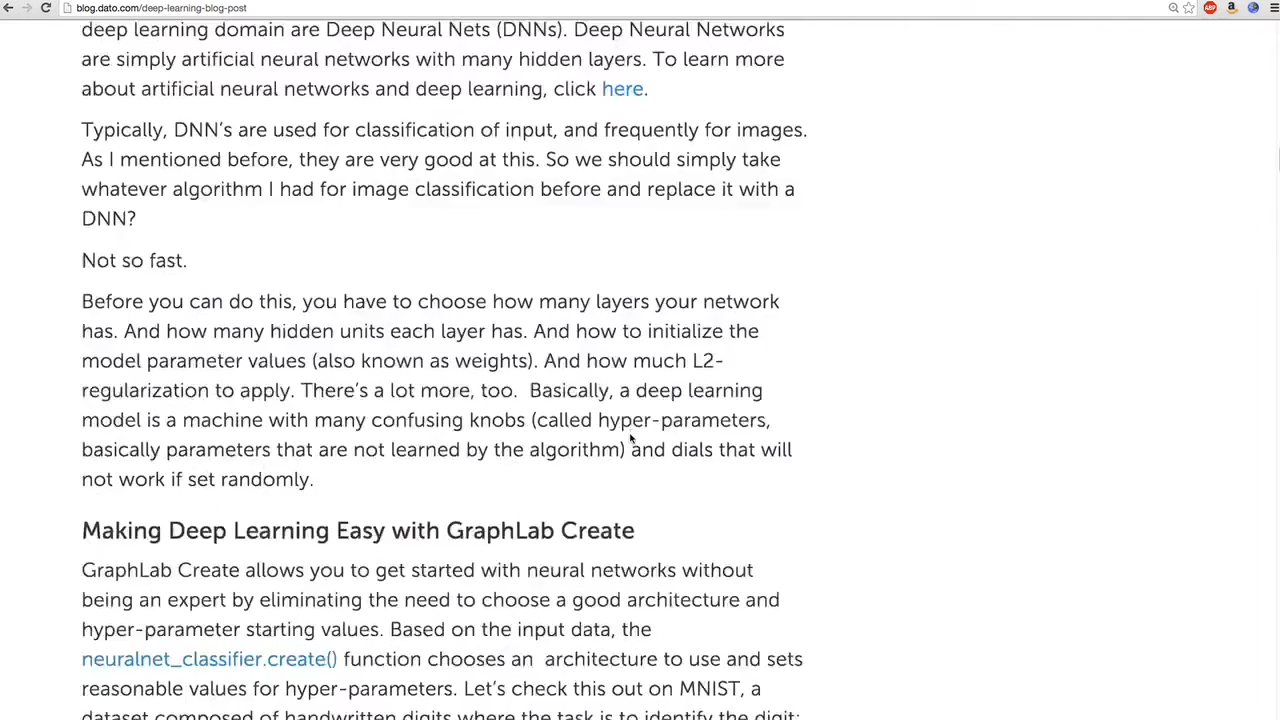 blog.dato.com/deep-learning-blog-post
ABP
deep learning domain are Deep Neural Nets (DNNs). Deep Neural Networks
are simply artificial neural networks with many hidden layers. To learn more
about artificial neural networks and deep learning, click here.
Typically, DNN’s are used for classification of input, and frequently for images.
As I mentioned before, they are very good at this. So we should simply take
whatever algorithm I had for image classification before and replace it with a
DNN?
Not so fast.
Before you can do this, you have to choose how many layers your network
has. And how many hidden units each layer has. And how to initialize the
model parameter values (also known as weights). And how much L2-
regularization to apply. There’s a lot more, too.  Basically, a deep learning
model is a machine with many confusing knobs (called hyper-parameters,
basically parameters that are not learned by the algorithm) and dials that will
not work if set randomly.
Making Deep Learning Easy with GraphLab Create
GraphLab Create allows you to get started with neural networks without
being an expert by eliminating the need to choose a good architecture and
hyper-parameter starting values. Based on the input data, the
neuralnet_classifier.create() function chooses an  architecture to use and sets
reasonable values for hyper-parameters. Let’s check this out on MNIST, a
dataset composed of handwritten digits where the task is to identify the digit: